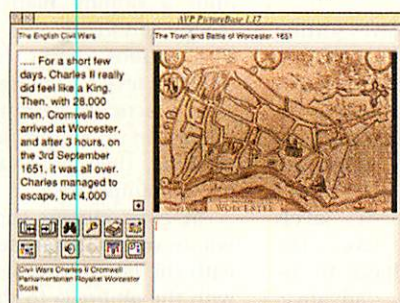 AVP PictureBase 1.17
The English Civil Wars
The Town and Battle of Worcester, 1651
..... For a short few
days, Charles II really
did feel like a King.
Then, with 28,000
men, Cromwell too
arrived at Worcester,
and after 3 hours, on
the 3rd September
1651, it was all over.
Charles managed to
escape, but 4,000
WORCESTER
Civil Wars Charles II Cromwell
Parliamentarian Royalist Worcester
Scots